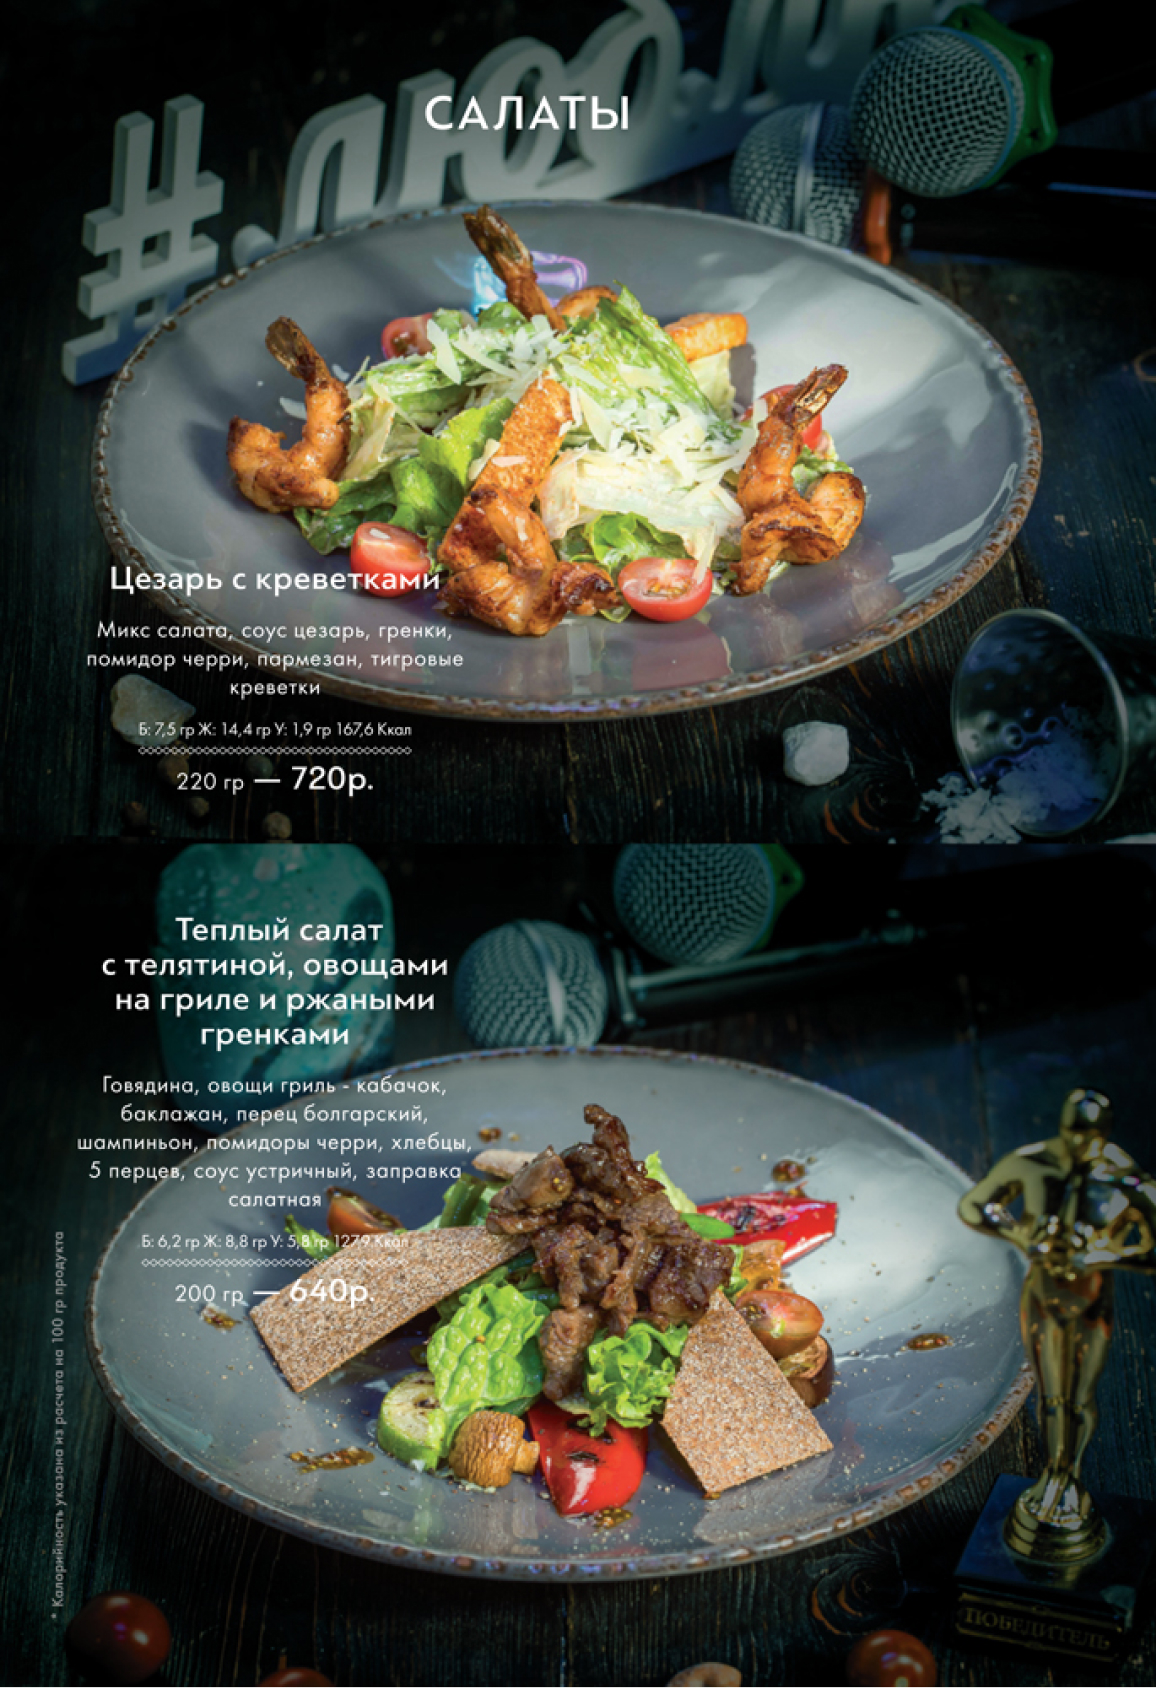 #люблю
САЛАТЫ
Цезарь с креветками
Микс салата, соус цезарь, гренки,
помидор черри, пармезан, тигровые
креветки
Б: 7,5 гр Ж: 14,4 гр У: 1,9 гр 167,6 Ккал
220 гр — 720р.
Теплый салат
с телятиной, овощами
на гриле и ржаными
гренками
Говядина, овощи гриль - кабачок,
баклажан, перец болгарский,
шампиньон, помидоры черри, хлебцы,
5 перцев, соус устричный, заправка
салатная
Б: 6,2 гр Ж: 8,8 гр У: 5,8 гр 127,9 Ккал
200 гр — 640р.
* Калорийность указана из расчета на 100 гр продукта
ПОБЕДИТЕЛЬ